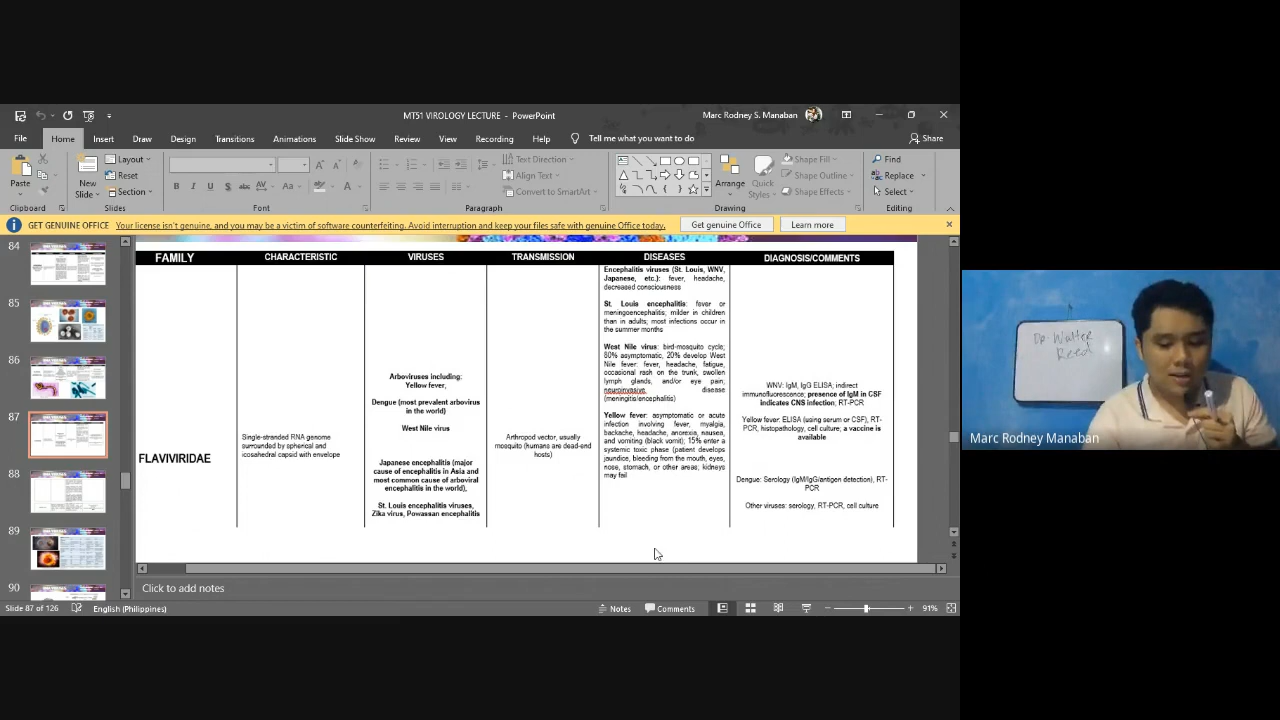 MT51 VIROLOGY LECTURE - PowerPoint
Marc Rodney S. Manaban
File Home Insert Draw Design Transitions Animations Slide Show Review View Recording Help Tell me what you want to do Share
Paste
Clipboard
New
Slide
Layout
Reset
Section
Slides
B I U S abc AV Aa A
Font
Text Direction
Align Text
Convert to SmartArt
Paragraph
Arrange
Quick
Styles
Shape Fill
Shape Outline
Shape Effects
Drawing
Find
Replace
Select
Editing
GET GENUINE OFFICE Your license isn't genuine, and you may be a victim of software counterfeiting. Avoid interruption and keep your files safe with genuine Office today. Get genuine Office Learn more
84
85
86
87
88
89
90
FAMILY CHARACTERISTIC VIRUSES TRANSMISSION DISEASES DIAGNOSIS/COMMENTS
FLAVIVIRIDAE
Single-stranded RNA genome
surrounded by spherical and
icosahedral capsid with envelope
Arboviruses including:
Yellow fever,
Dengue (most prevalent arbovirus
in the world)
West Nile virus
Japanese encephalitis (major
cause of encephalitis in Asia and
most common cause of arboviral
encephalitis in the world),
St. Louis encephalitis viruses,
Zika virus, Powassan encephalitis
Arthropod vector, usually
mosquito (humans are dead-end
hosts)
Encephalitis viruses (St. Louis, WNV,
Japanese, etc.): fever, headache,
decreased consciousness
St. Louis encephalitis: fever or
meningoencephalitis; milder in children
than in adults; most infections occur in
the summer months
West Nile virus: bird-mosquito cycle;
80% asymptomatic, 20% develop West
Nile fever: fever, headache, fatigue,
occasional rash on the trunk, swollen
lymph glands, and/or eye pain;
neuroinvasive disease
(meningitis/encephalitis)
Yellow fever: asymptomatic or acute
infection involving fever, myalgia,
backache, headache, anorexia, nausea,
and vomiting (black vomit); 15% enter a
systemic toxic phase (patient develops
jaundice, bleeding from the mouth, eyes,
nose, stomach, or other areas; kidneys
may fail
WNV: IgM, IgG ELISA; indirect
immunofluorescence; presence of IgM in CSF
indicates CNS infection; RT-PCR
Yellow fever: ELISA (using serum or CSF), RT-
PCR, histopathology, cell culture; a vaccine is
available
Dengue: Serology (IgM/IgG/antigen detection), RT-
PCR
Other viruses: serology, RT-PCR, cell culture
Click to add notes
Slide 87 of 126 English (Philippines) Notes Comments 91%
Dr. Walter
Reed
Marc Rodney Manaban